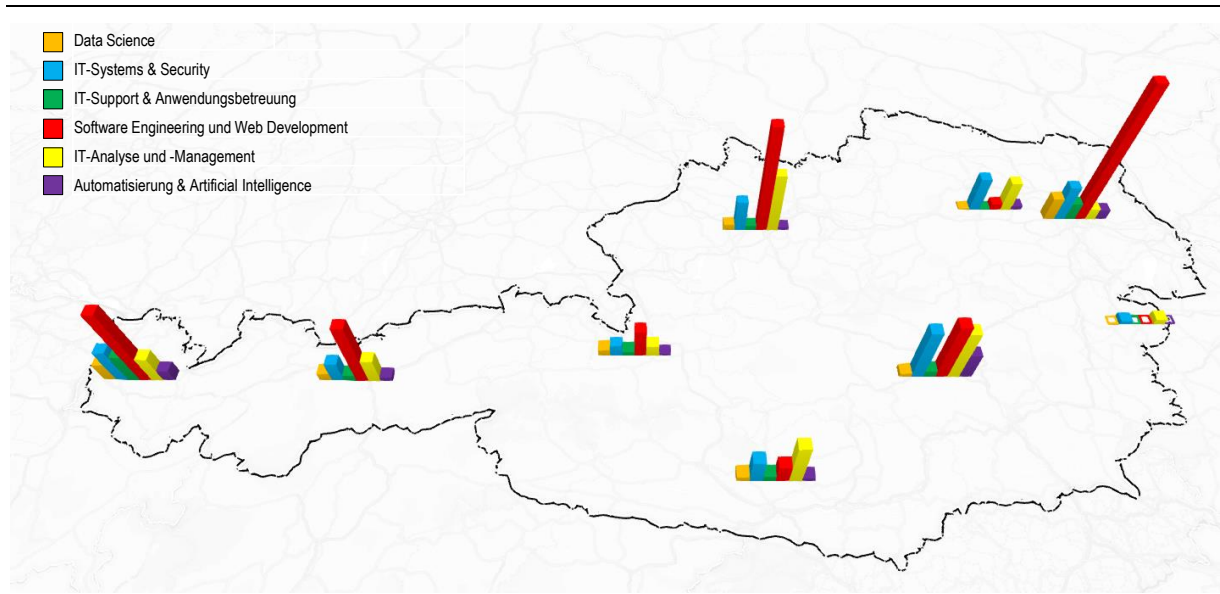 Data Science
IT-Systems & Security
IT-Support & Anwendungsbetreuung
Software Engineering und Web Development
IT-Analyse und -Management
Automatisierung & Artificial Intelligence